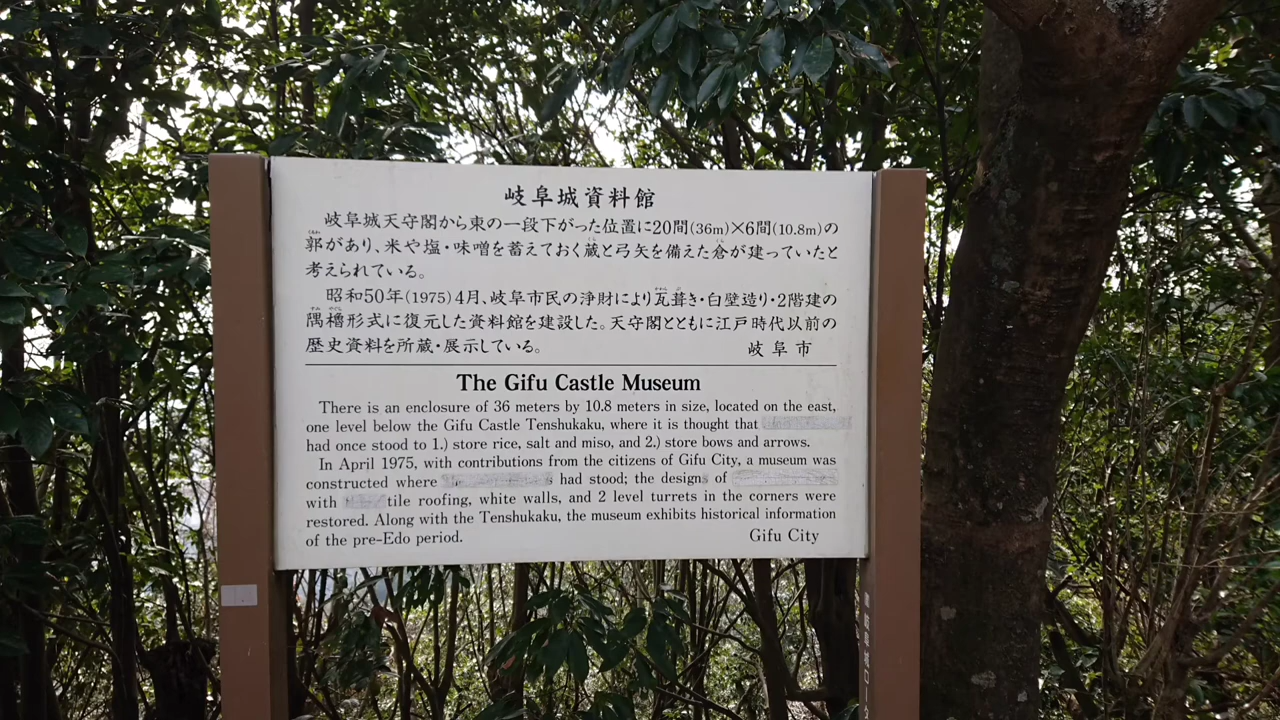 岐阜城資料館
岐阜城天守閣から東の一段下がった位置に20間(36m)×6間(10.8m)の
郭があり、米や塩・味噌を蓄えておく蔵と弓矢を備えた倉が建っていたと
考えられている。
昭和50年(1975)4月、岐阜市民の浄財により瓦葺き・白壁造り・2階建の
隅櫓形式に復元した資料館を建設した。天守閣とともに江戸時代以前の
歴史資料を所蔵・展示している。 岐阜市
The Gifu Castle Museum
There is an enclosure of 36 meters by 10.8 meters in size, located on the east,
one level below the Gifu Castle Tenshukaku, where it is thought that
had once stood to 1.) store rice, salt and miso, and 2.) store bows and arrows.
In April 1975, with contributions from the citizens of Gifu City, a museum was
constructed where had stood; the designs of
with tile roofing, white walls, and 2 level turrets in the corners were
restored. Along with the Tenshukaku, the museum exhibits historical information
of the pre-Edo period. Gifu City